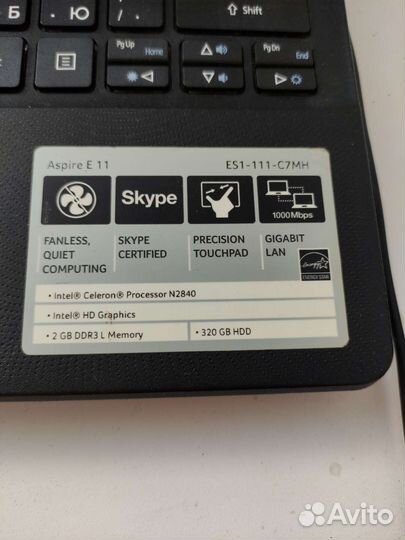 Б Ю / . Shift
Pg Up Home Pg Dn End
Aspire E 11 ES1-111-C7MH
Skype 1000Mbps
FANLESS, SKYPE PRECISION GIGABIT
QUIET CERTIFIED TOUCHPAD LAN
COMPUTING
ENERGY STAR
• Intel® Celeron® Processor N2840
• Intel® HD Graphics
• 2 GB DDR3 L Memory • 320 GB HDD
Avito